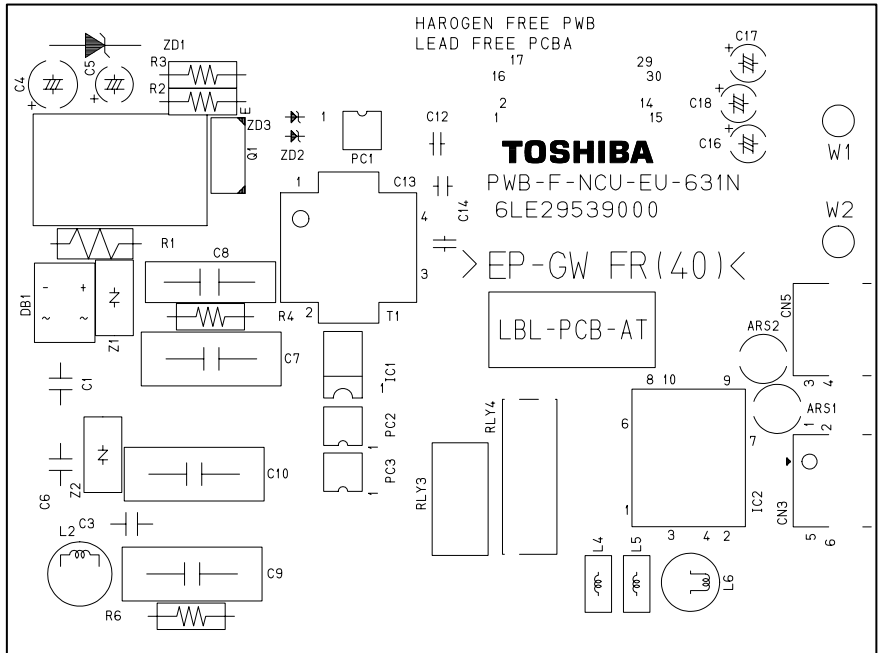 HAROGEN FREE PWB
LEAD FREE PCBA
C17
ZD1
17
29
R3
16
30
C4
C5
R2
2
14
C18
E
C12
1
15
ZD3
1
ZD2
Q1
PC1
TOSHIBA
C16
W1
1
C13
PWB-F-NCU-EU-631N
4
C14
6LE29539000
W2
R1
C8
3
>EP-GW FR(40)<
DB1
- +
~ ~
Z1
R4
2
T1
LBL-PCB-AT
ARS2
CN5
C7
IC1
1
3
4
C1
8 10 9
ARS1
RLY4
6
1
2
PC2
1
7
Z2
C10
PC3
1
RLY3
IC2
CN3
C6
C3
1
L2
3 4 2
5
6
L4
L5
C9
L6
R6